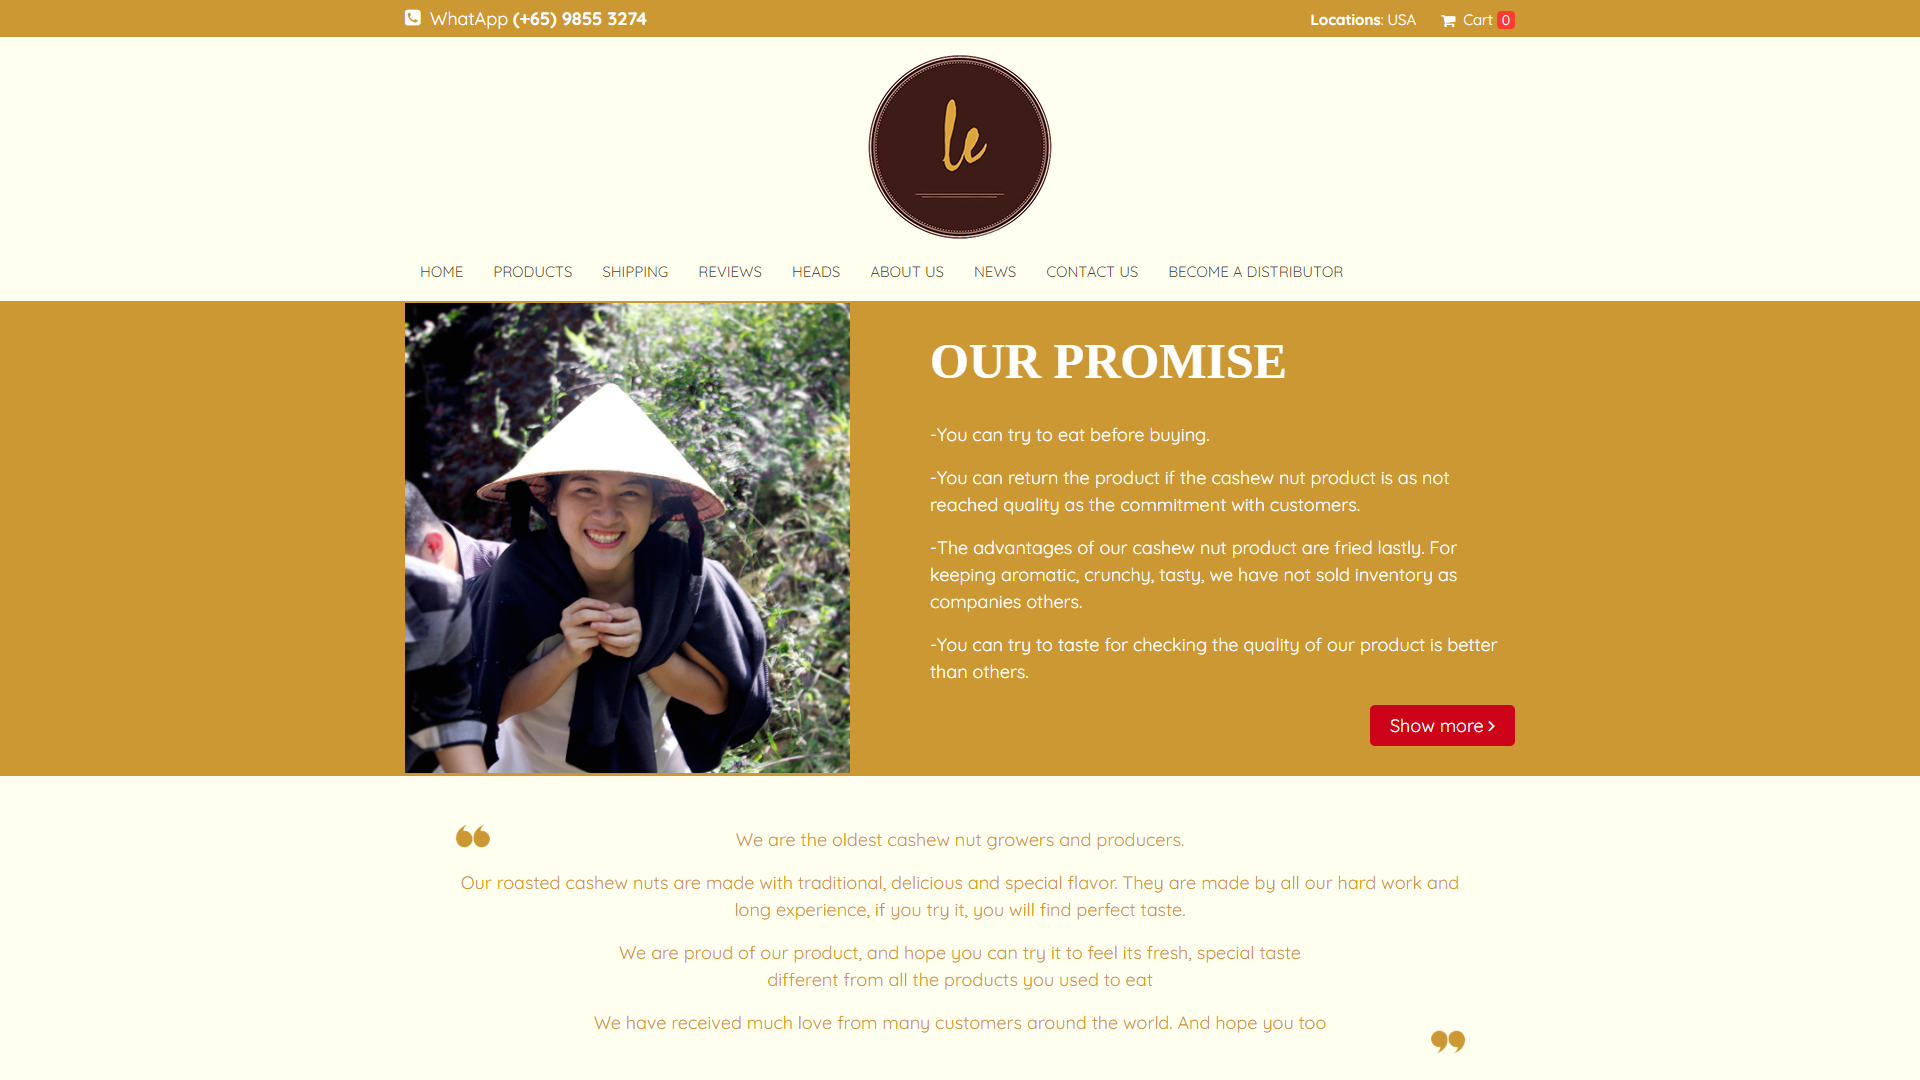 WhatApp (+65) 9855 3274
Locations: USA
Cart 0
le
HOME PRODUCTS SHIPPING REVIEWS HEADS ABOUT US NEWS CONTACT US BECOME A DISTRIBUTOR
OUR PROMISE
-You can try to eat before buying.
-You can return the product if the cashew nut product is as not
reached quality as the commitment with customers.
-The advantages of our cashew nut product are fried lastly. For
keeping aromatic, crunchy, tasty, we have not sold inventory as
companies others.
-You can try to taste for checking the quality of our product is better
than others.
Show more ›
❝
We are the oldest cashew nut growers and producers.
Our roasted cashew nuts are made with traditional, delicious and special flavor. They are made by all our hard work and
long experience, if you try it, you will find perfect taste.
We are proud of our product, and hope you can try it to feel its fresh, special taste
different from all the products you used to eat
We have received much love from many customers around the world. And hope you too
❞